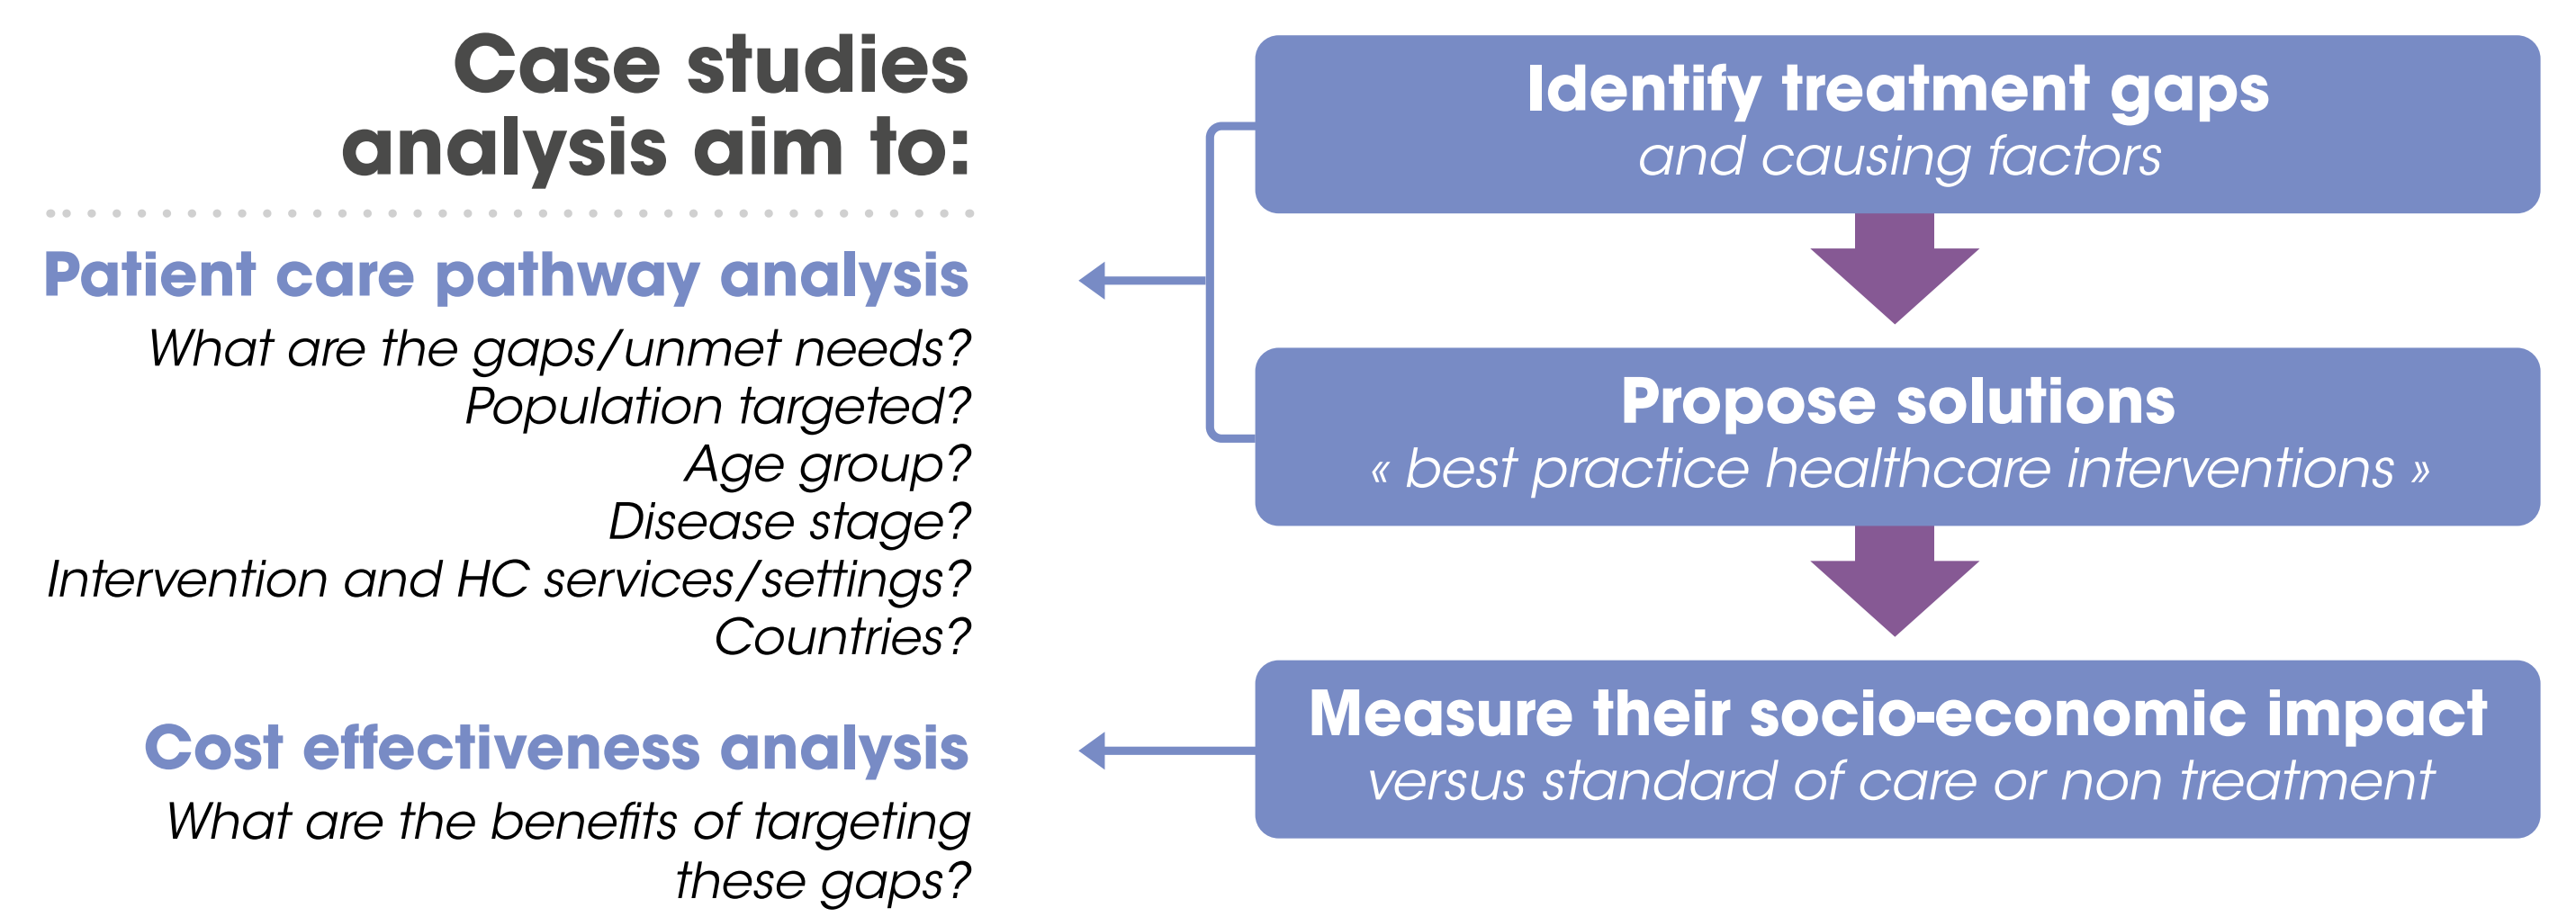 Case studies
analysis aim to:
Patient care pathway analysis
What are the gaps/unmet needs?
Population targeted?
Age group?
Disease stage?
Intervention and HC services/settings?
Countries?
Cost effectiveness analysis
What are the benefits of targeting
these gaps?
Identify treatment gaps
and causing factors
Propose solutions
« best practice healthcare interventions »
Measure their socio-economic impact
versus standard of care or non treatment